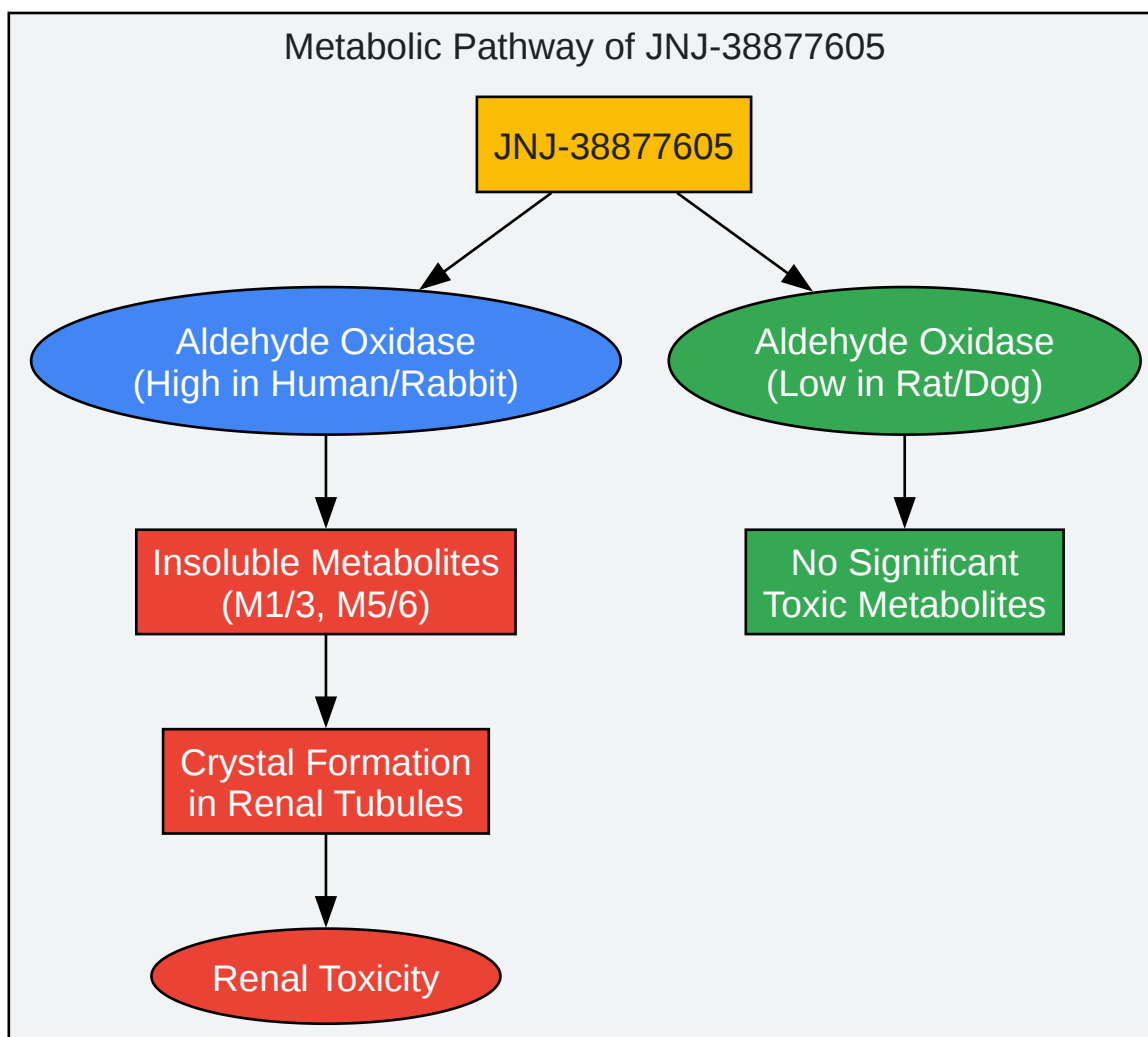 Metabolic Pathway of JNJ-38877605
JNJ-38877605
Aldehyde Oxidase
(High in Human/Rabbit)
Aldehyde Oxidase
(Low in Rat/Dog)
Insoluble Metabolites
(M1/3, M5/6)
No Significant
Toxic Metabolites
Crystal Formation
in Renal Tubules
Renal Toxicity